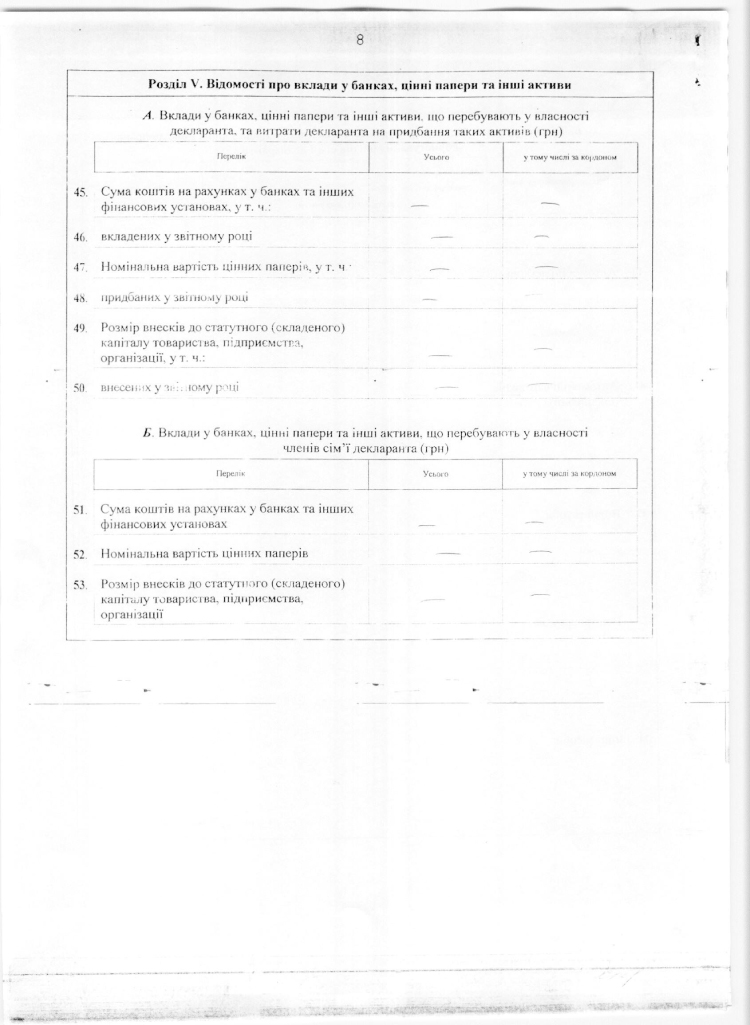 8
Розділ V. Відомості про вклади у банках, цінні папери та інші активи
А. Вклади у банках, цінні папери та інші активи, що перебувають у власності
декларанта, та витрати декларанта на придбання таких активів (грн)
Перелік Усього у тому числі за кордоном
45. Сума коштів на рахунках у банках та інших
фінансових установах, у т. ч.: — —
46. вкладених у звітному році — —
47. Номінальна вартість цінних паперів, у т. ч.: — —
48. придбаних у звітному році —
49. Розмір внесків до статутного (складеного)
капіталу товариства, підприємства,
організації, у т. ч.: — —
50. внесених у звітному році — —
Б. Вклади у банках, цінні папери та інші активи, що перебувають у власності
членів сім’ї декларанта (грн)
Перелік Усього у тому числі за кордоном
51. Сума коштів на рахунках у банках та інших
фінансових установах — —
52. Номінальна вартість цінних паперів — —
53. Розмір внесків до статутного (складеного)
капіталу товариства, підприємства, — —
організації